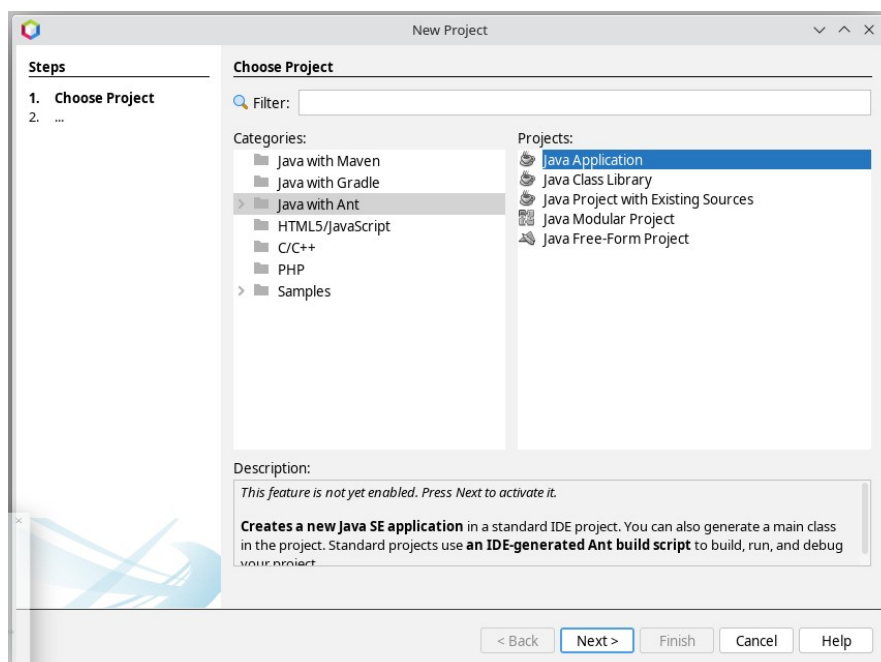 New Project
Steps
1. Choose Project
2. ...
Choose Project
Filter:
Categories:
Java with Maven
Java with Gradle
Java with Ant
HTML5/JavaScript
C/C++
PHP
Samples
Projects:
Java Application
Java Class Library
Java Project with Existing Sources
Java Modular Project
Java Free-Form Project
Description:
This feature is not yet enabled. Press Next to activate it.
Creates a new Java SE application in a standard IDE project. You can also generate a main class
in the project. Standard projects use an IDE-generated Ant build script to build, run, and debug
your project
< Back
Next >
Finish
Cancel
Help